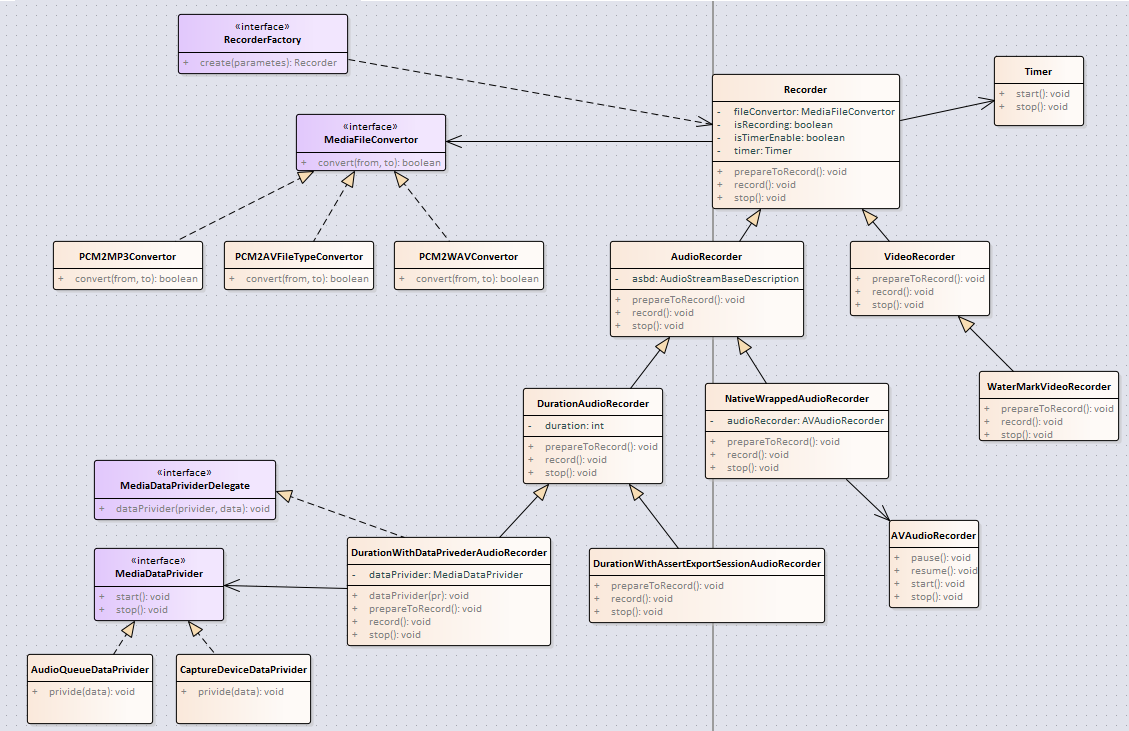 «interface»
RecorderFactory
+ create(parametes): Recorder
Recorder
- fileConvertor: MediaFileConvertor
- isRecording: boolean
- isTimerEnable: boolean
- timer: Timer
+ prepareToRecord(): void
+ record(): void
+ stop(): void
Timer
+ start(): void
+ stop(): void
«interface»
MediaFileConvertor
+ convert(from, to): boolean
PCM2MP3Convertor
+ convert(from, to): boolean
PCM2AVFileTypeConvertor
+ convert(from, to): boolean
PCM2WAVConvertor
+ convert(from, to): boolean
AudioRecorder
- asbd: AudioStreamBaseDescription
+ prepareToRecord(): void
+ record(): void
+ stop(): void
VideoRecorder
+ prepareToRecord(): void
+ record(): void
+ stop(): void
WaterMarkVideoRecorder
+ prepareToRecord(): void
+ record(): void
+ stop(): void
DurationAudioRecorder
- duration: int
+ prepareToRecord(): void
+ record(): void
+ stop(): void
NativeWrappedAudioRecorder
- audioRecorder: AVAudioRecorder
+ prepareToRecord(): void
+ record(): void
+ stop(): void
«interface»
MediaDataPrividerDelegate
+ dataPrivider(privider, data): void
«interface»
MediaDataPrivider
+ start(): void
+ stop(): void
DurationWithDataPrivederAudioRecorder
- dataPrivider: MediaDataPrivider
+ dataPrivider(pr): void
+ prepareToRecord(): void
+ record(): void
+ stop(): void
DurationWithAssertExportSessionAudioRecorder
+ prepareToRecord(): void
+ record(): void
+ stop(): void
AVAudioRecorder
+ pause(): void
+ resume(): void
+ start(): void
+ stop(): void
AudioQueueDataPrivider
+ privide(data): void
CaptureDeviceDataPrivider
+ privide(data): void